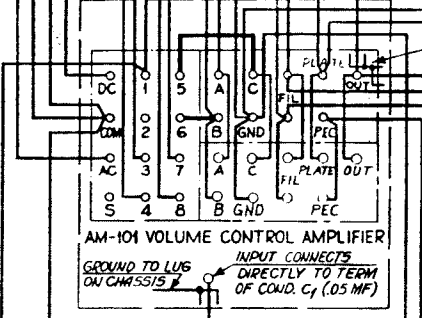 PLATE
DC 1 5 A C OUT
FIL
COM 2 6 B GND PEC
AC 3 7 A C FIL PLATE OUT
S 4 8 B GND PEC
AM-101 VOLUME CONTROL AMPLIFIER
GROUND TO LUG
ON CHASSIS
INPUT CONNECTS
DIRECTLY TO TERM
OF COND. C1 (.05 MF)